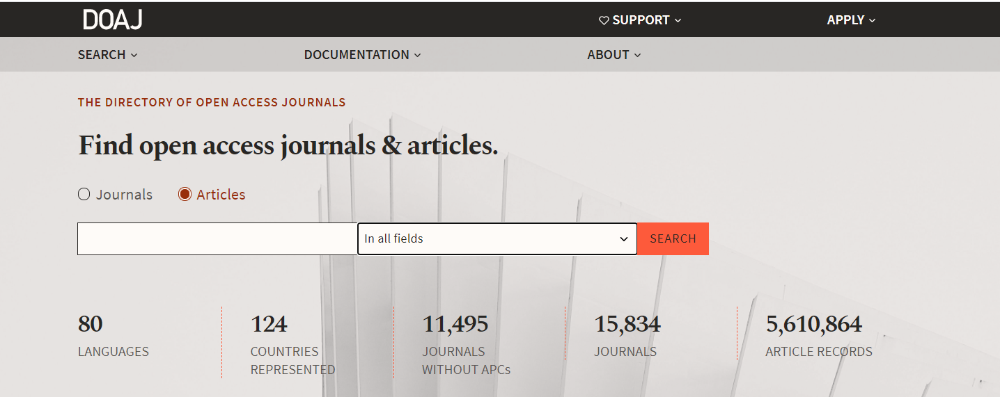 DOAJ
SUPPORT
APPLY
SEARCH
DOCUMENTATION
ABOUT
THE DIRECTORY OF OPEN ACCESS JOURNALS
Find open access journals & articles.
Journals
Articles
In all fields
SEARCH
80
LANGUAGES
124
COUNTRIES
REPRESENTED
11,495
JOURNALS
WITHOUT APCs
15,834
JOURNALS
5,610,864
ARTICLE RECORDS